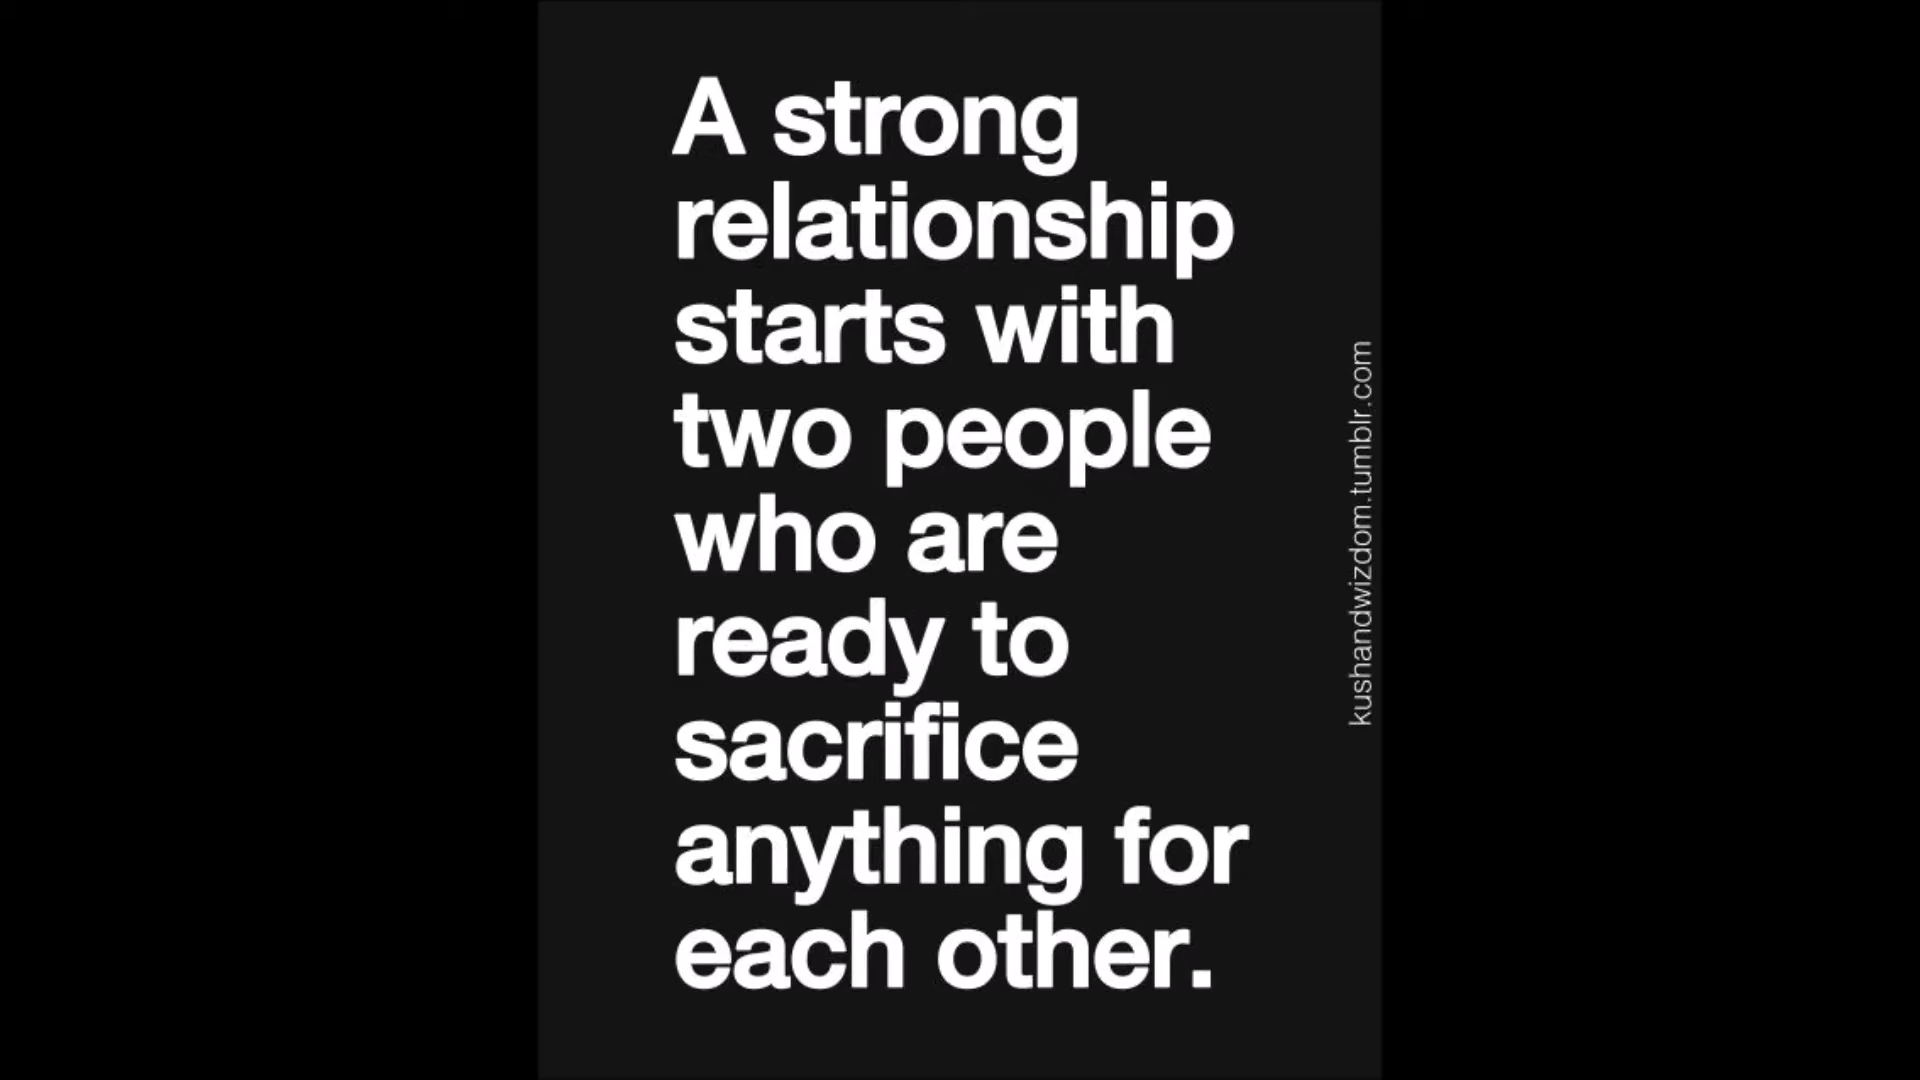 A strong
relationship
starts with
two people
who are
ready to
sacrifice
anything for
each other.
kushandwizdom.tumblr.com